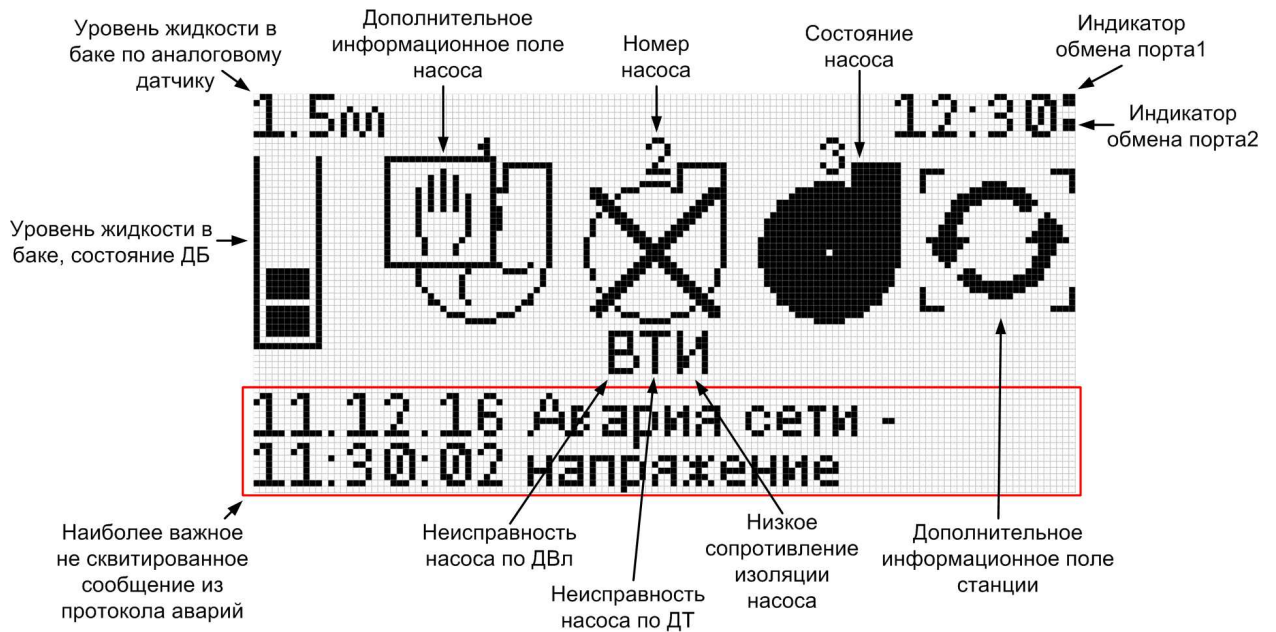 Уровень жидкости в
баке по аналоговому
датчику
Дополнительное
информационное поле
насоса
Номер
насоса
Состояние
насоса
Индикатор
обмена порта1
Индикатор
обмена порта2
1.5м
12:30
1
2
3
Уровень жидкости в
баке, состояние ДБ
ВТИ
11.12.16 Авария сети -
11:30:02 напряжение
Наиболее важное
не сквитированное
сообщение из
протокола аварий
Неисправность
насоса по ДВл
Неисправность
насоса по ДТ
Низкое
сопротивление
изоляции
насоса
Дополнительное
информационное поле
станции